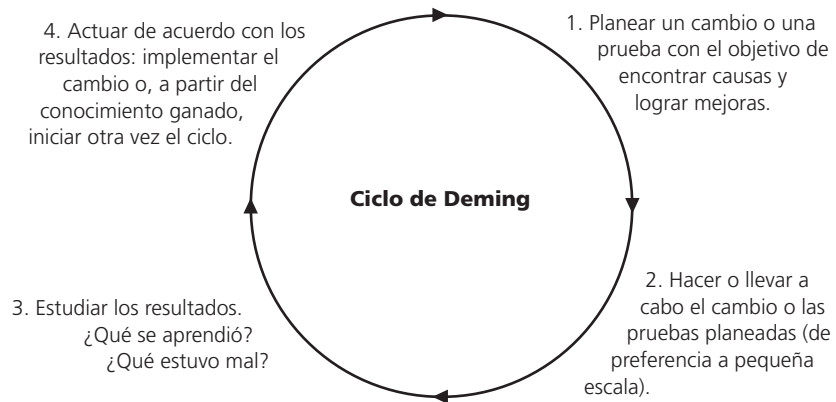 4. Actuar de acuerdo con los
resultados: implementar el
cambio o, a partir del
conocimiento ganado,
iniciar otra vez el ciclo.
1. Planear un cambio o una
prueba con el objetivo de
encontrar causas y
lograr mejoras.
Ciclo de Deming
3. Estudiar los resultados.
¿Qué se aprendió?
¿Qué estuvo mal?
2. Hacer o llevar a
cabo el cambio o las
pruebas planeadas (de
preferencia a pequeña
escala).